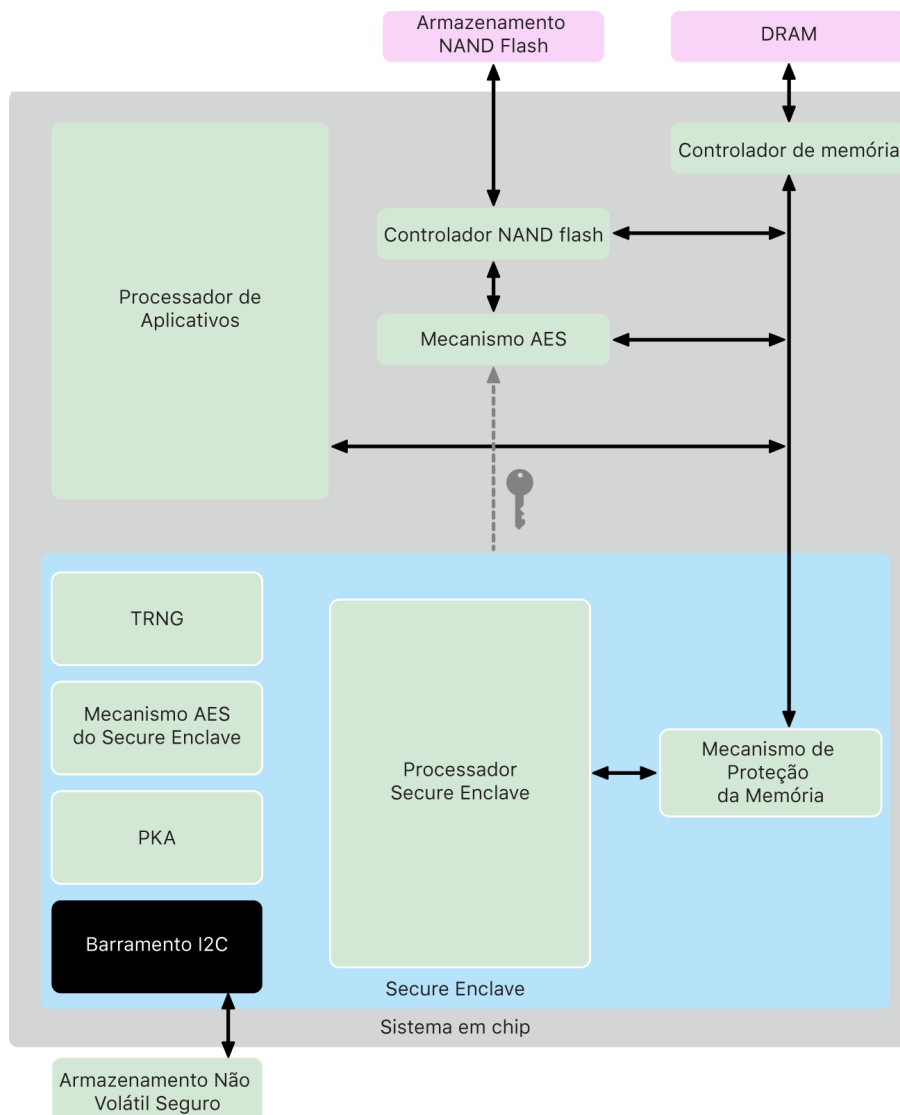 Armazenamento
NAND Flash
DRAM
Controlador de memória
Controlador NAND flash
Processador de
Aplicativos
Mecanismo AES
TRNG
Mecanismo AES
do Secure Enclave
Processador
Secure Enclave
Mecanismo de
Proteção
da Memória
PKA
Barramento I2C
Secure Enclave
Sistema em chip
Armazenamento Não
Volátil Seguro